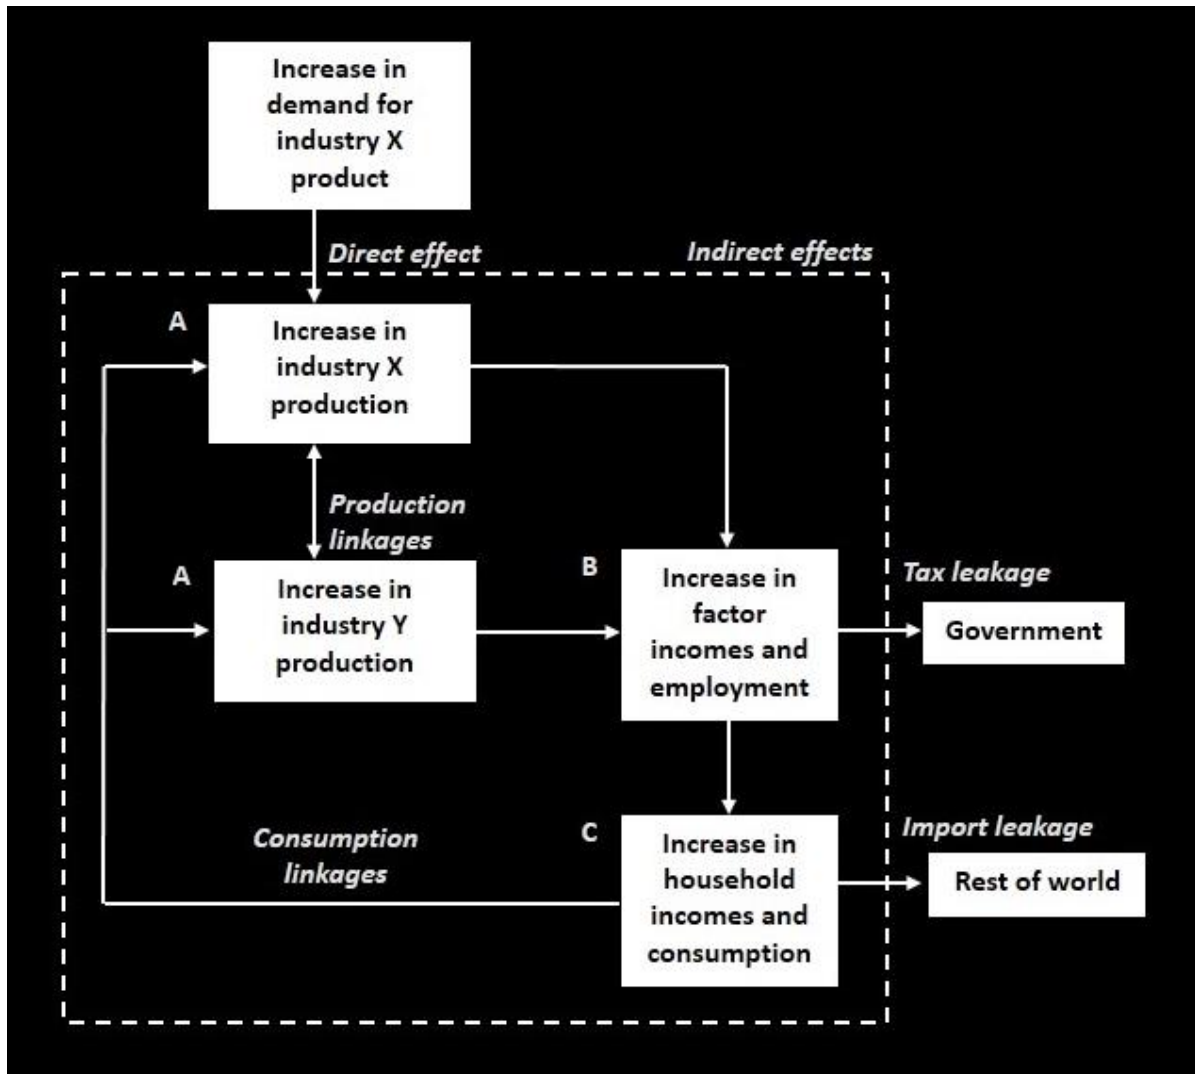 Increase in
demand for
industry X
product
Direct effect
Indirect effects
A
Increase in
industry X
production
Production
linkages
A
Increase in
industry Y
production
B
Increase in
factor
incomes and
employment
Tax leakage
Government
Consumption
linkages
C
Increase in
household
incomes and
consumption
Import leakage
Rest of world